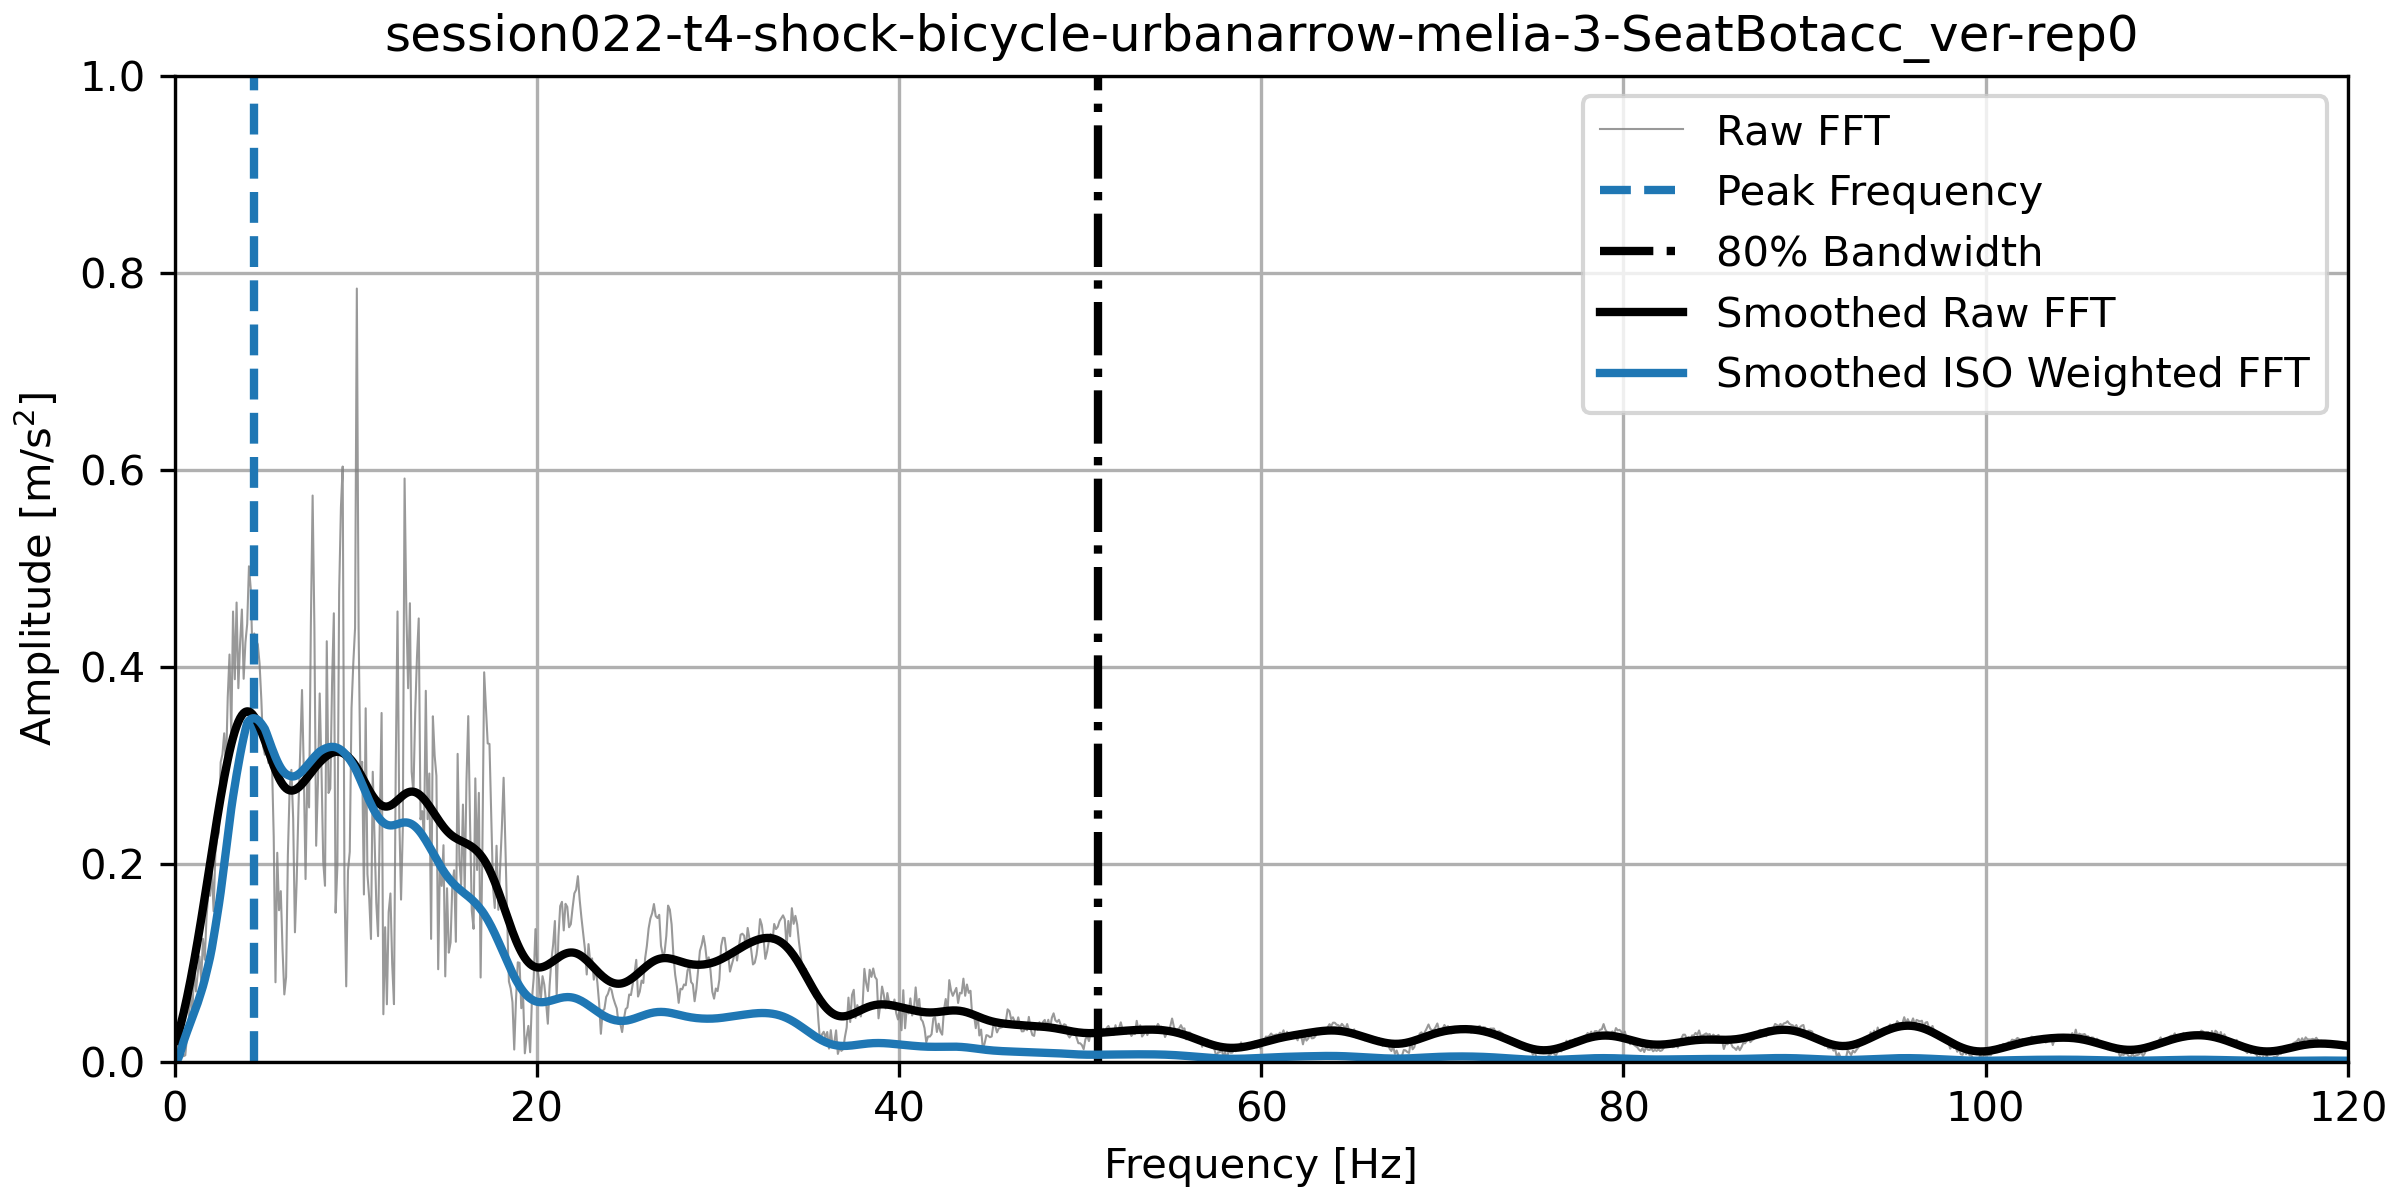 session022-t4-shock-bicycle-urbanarrow-melia-3-SeatBotacc_ver-rep0
1.0
0.8
0.6
0.4
0.2
0.0
Amplitude [m/s²]
Raw FFT
Peak Frequency
80% Bandwidth
Smoothed Raw FFT
Smoothed ISO Weighted FFT
0 20 40 60 80 100 120
Frequency [Hz]